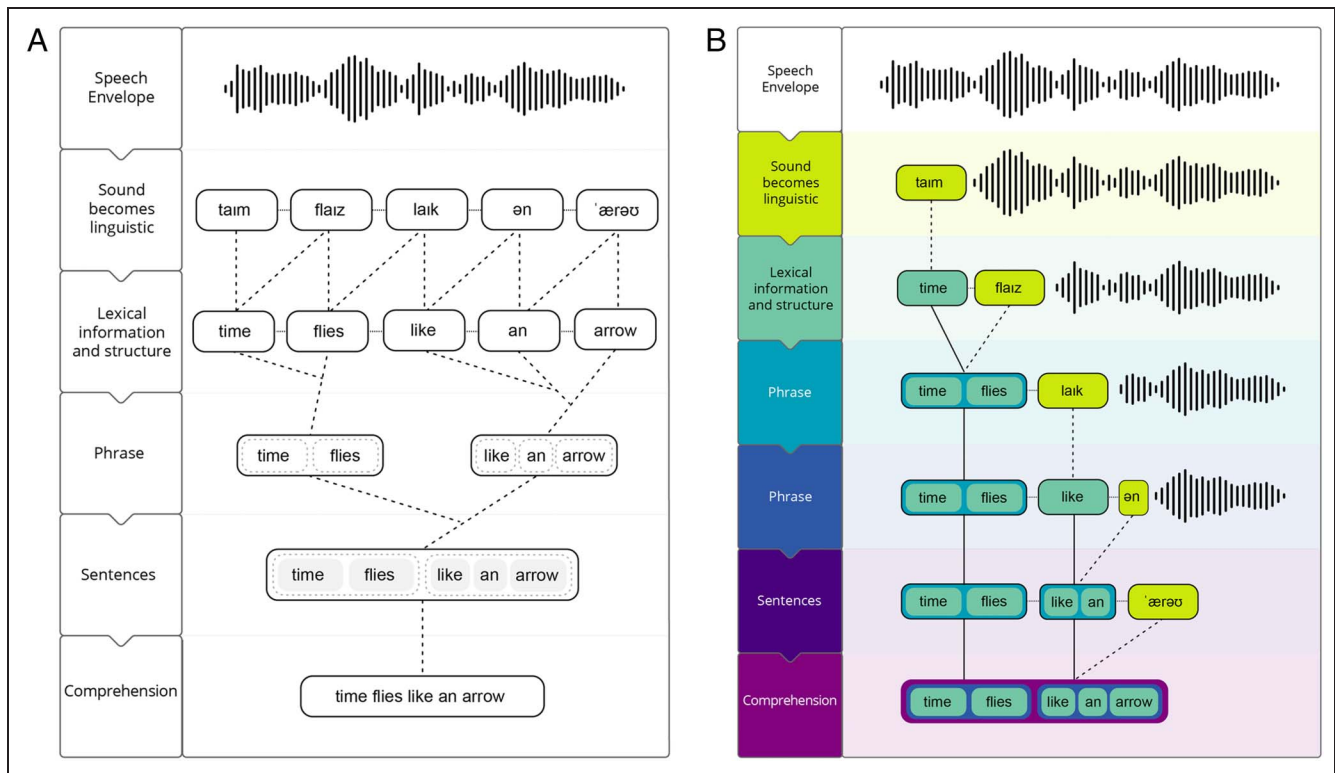 A
Speech
Envelope
Sound
becomes
linguistic
taɪm flaɪz laɪk ən ˈærəʊ
Lexical
information
and structure
time flies like an arrow
Phrase
time flies like an arrow
Sentences
time flies like an arrow
Comprehension
time flies like an arrow
B
Speech
Envelope
Sound
becomes
linguistic
taɪm
Lexical
information
and structure
time flaɪz
Phrase
time flies laɪk
Phrase
time flies like ən
Sentences
time flies like an ˈærəʊ
Comprehension
time flies like an arrow